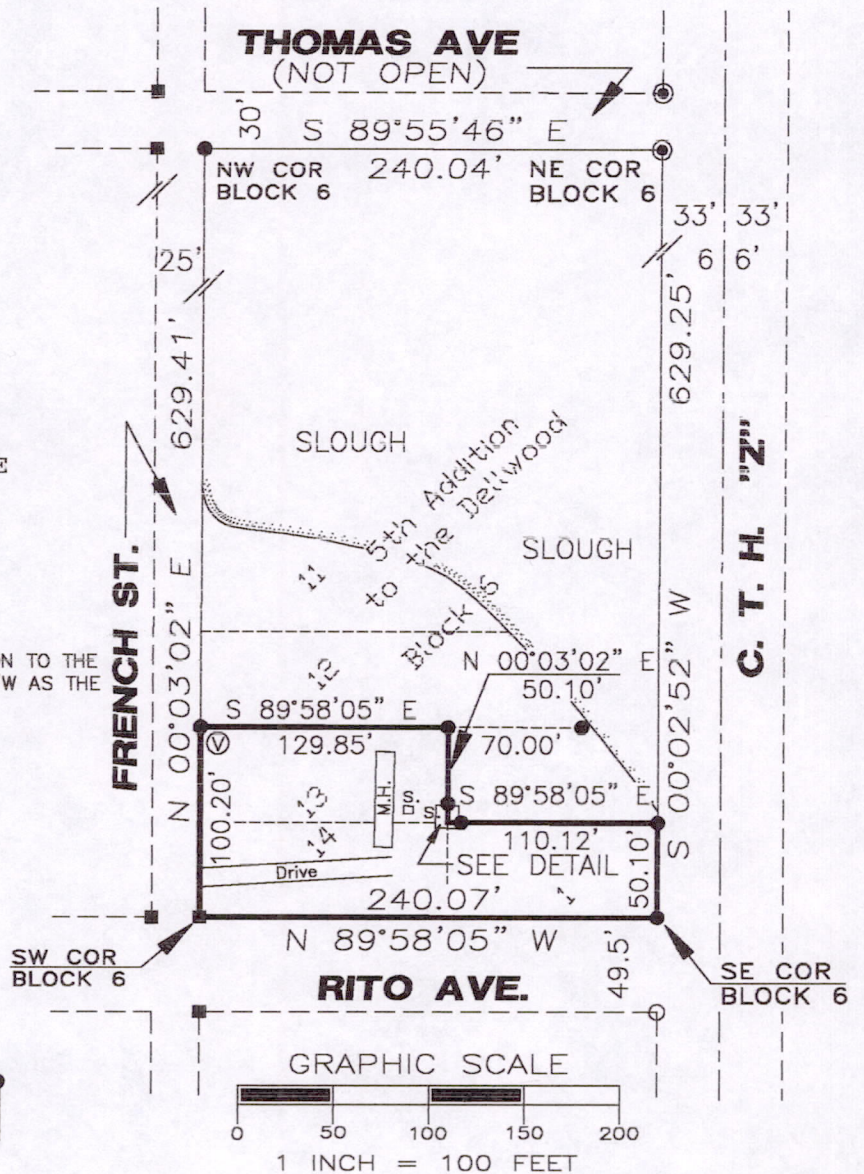 THOMAS AVE
(NOT OPEN)
30'
S 89°55'46" E
NW COR
BLOCK 6
240.04'
NE COR
BLOCK 6
33' 33'
6 6'
25'
629.41'
629.25'
SLOUGH
5th Addition
to the Dellwood
SLOUGH
E
C. T. H. "Z"
FRENCH ST.
11
Block
N 00°03'02" E
50.10'
ON TO THE
W AS THE
12
N 00°03'02" E
S 00°02'52" W
S 89°58'05" E
V
129.85'
70.00'
100.20'
13
M.H.
S 89°58'05" E
14
110.12'
50.10'
Drive
SEE DETAIL
1
240.07'
N 89°58'05" W
SW COR
BLOCK 6
49.5'
SE COR
BLOCK 6
RITO AVE.
GRAPHIC SCALE
0 50 100 150 200
1 INCH = 100 FEET